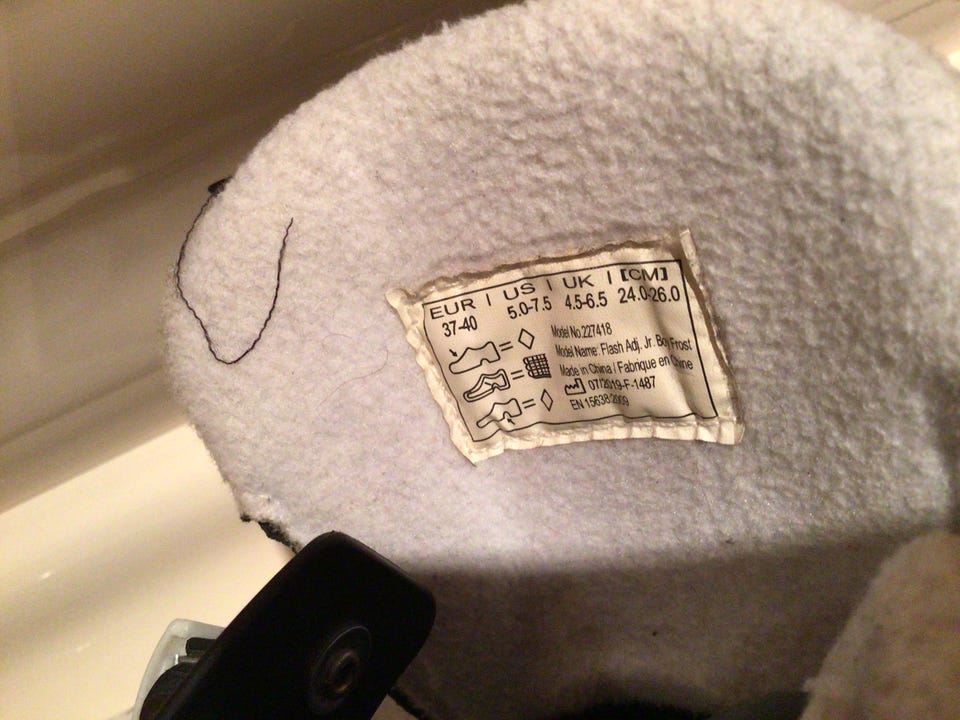 EUR | US | UK | [CM]
37-40 5.0-7.5 4.5-6.5 24.0-26.0
Model No.227418
Model Name: Flash Adj. Jr. Boy Frost
Made in China / Fabrique en Chine
07/2019-F-1487
EN 15638:2009